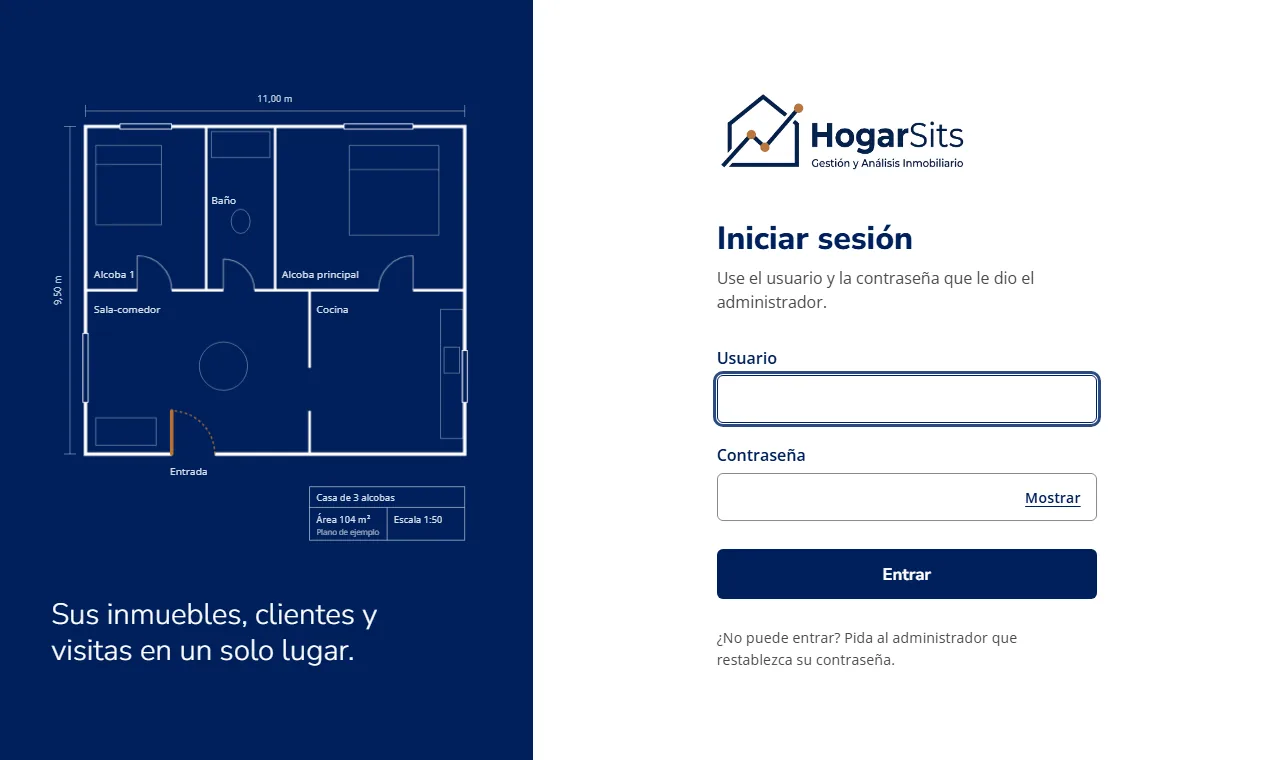 11,00 m
9,50 m
Baño
Alcoba 1
Alcoba principal
Sala-comedor
Cocina
Entrada
Casa de 3 alcobas
Área 104 m²
Escala 1:50
Plano de ejemplo
Sus inmuebles, clientes y
visitas en un solo lugar.
HogarSits
Gestión y Análisis Inmobiliario
Iniciar sesión
Use el usuario y la contraseña que le dio el
administrador.
Usuario
Contraseña
Mostrar
Entrar
¿No puede entrar? Pida al administrador que
restablezca su contraseña.